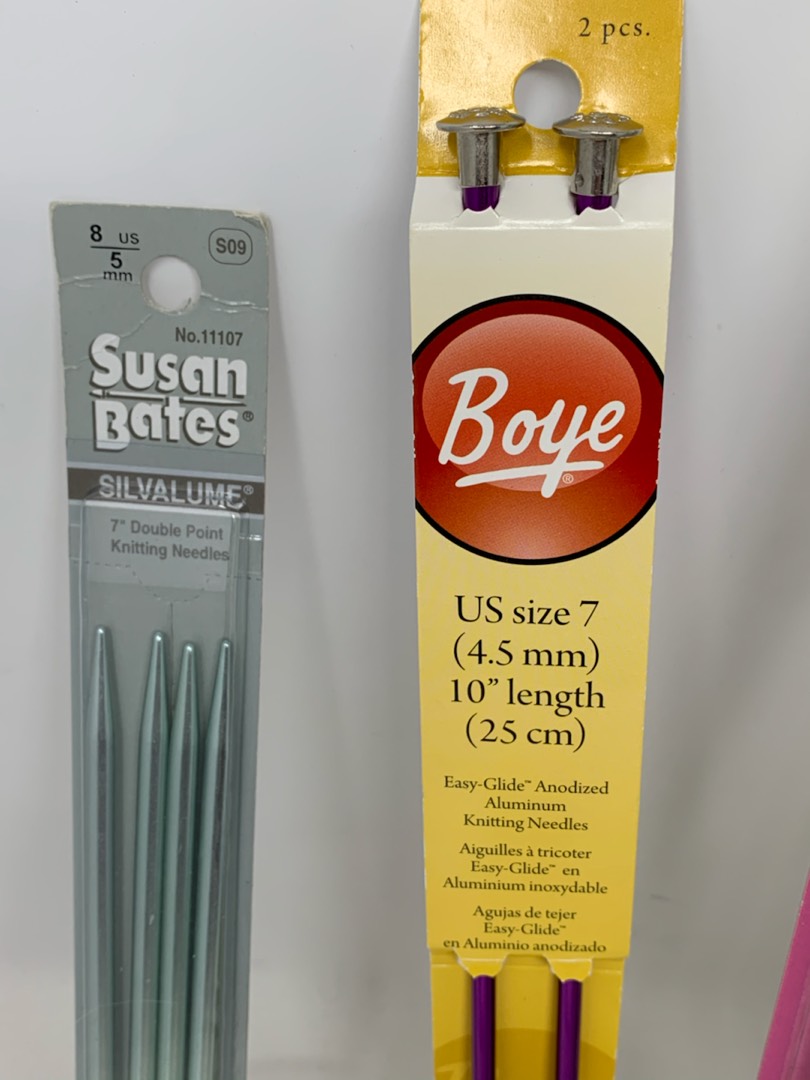 8 US
5
mm
S09
No.11107
Susan
Bates®
SILVALUME®
7" Double Point
Knitting Needles
2 pcs.
Boye
®
US size 7
(4.5 mm)
10” length
(25 cm)
Easy-Glide™ Anodized
Aluminum
Knitting Needles
Aiguilles à tricoter
Easy-Glide™ en
Aluminium inoxydable
Agujas de tejer
Easy-Glide™
en Aluminio anodizado